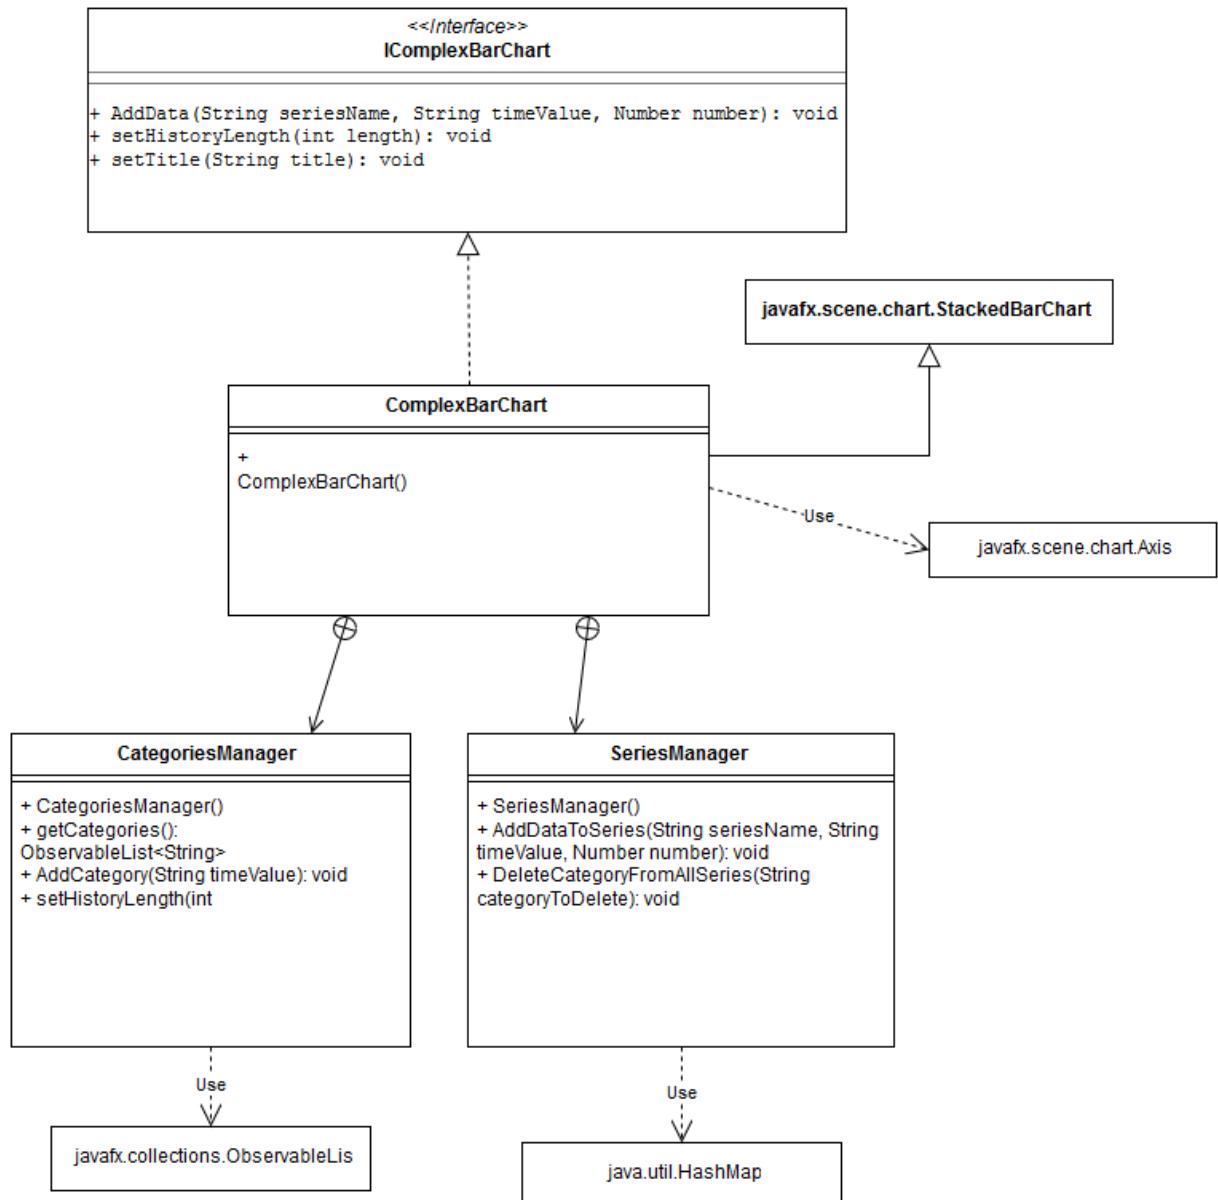 <<Interface>>
IComplexBarChart
+ AddData(String seriesName, String timeValue, Number number): void
+ setHistoryLength(int length): void
+ setTitle(String title): void
javafx.scene.chart.StackedBarChart
ComplexBarChart
+
ComplexBarChart()
Use
javafx.scene.chart.Axis
CategoriesManager
+ CategoriesManager()
+ getCategories():
ObservableList<String>
+ AddCategory(String timeValue): void
+ setHistoryLength(int
SeriesManager
+ SeriesManager()
+ AddDataToSeries(String seriesName, String
timeValue, Number number): void
+ DeleteCategoryFromAllSeries(String
categoryToDelete): void
Use
Use
javafx.collections.ObservableLis
java.util.HashMap